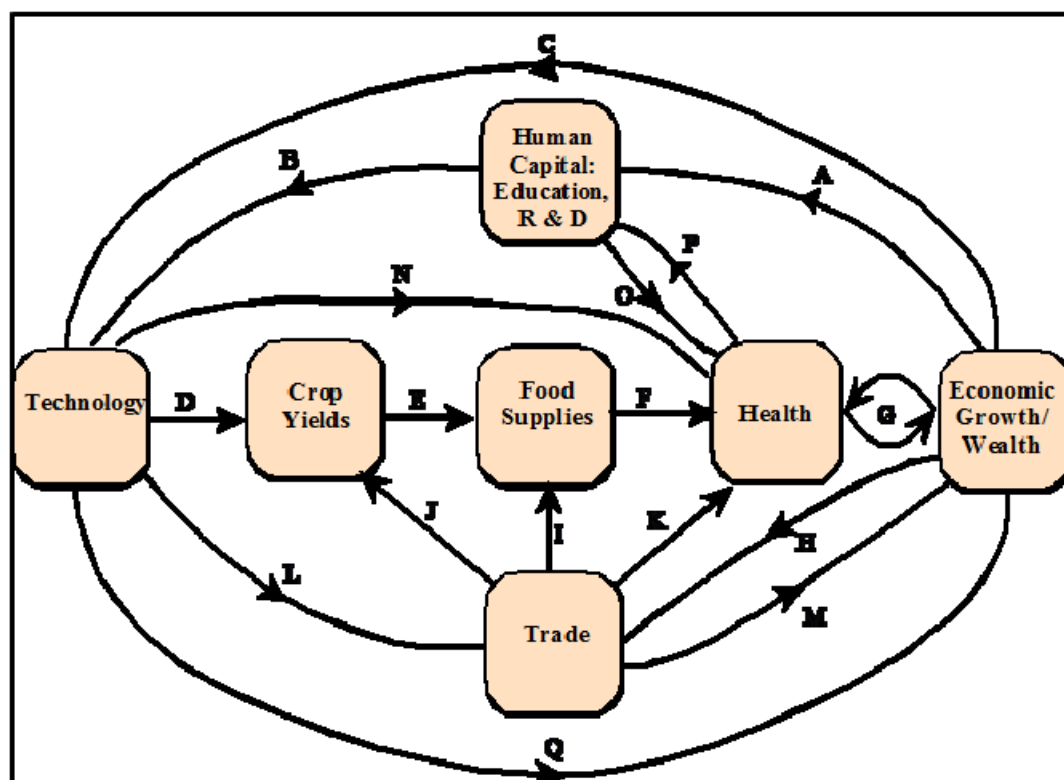 C
Human
Capital:
Education,
R & D
B
A
P
N
O
Technology
D
Crop
Yields
E
Food
Supplies
F
Health
G
Economic
Growth/
Wealth
J
I
K
H
L
Trade
M
Q